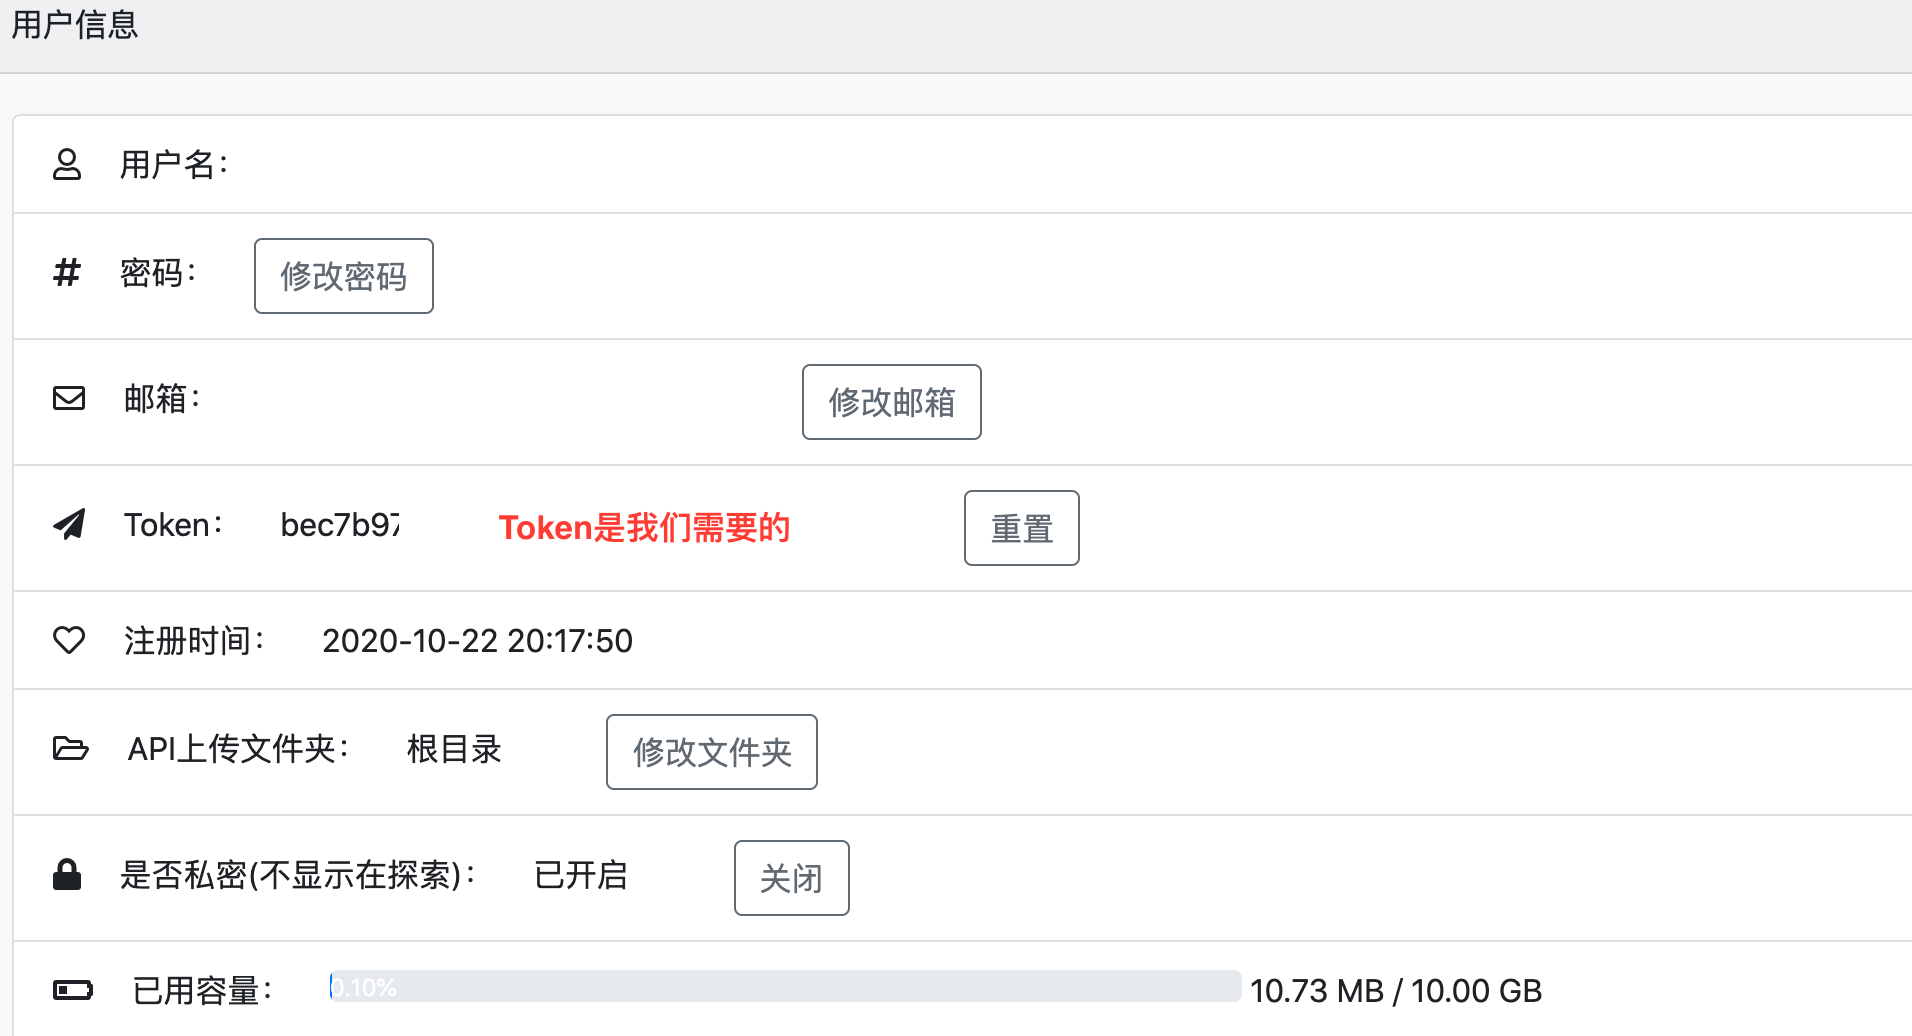 用户信息
用户名：
密码： 修改密码
邮箱： 修改邮箱
Token： bec7b97 Token是我们需要的 重置
注册时间： 2020-10-22 20:17:50
API上传文件夹： 根目录 修改文件夹
是否私密(不显示在探索)： 已开启 关闭
已用容量： 0.10% 10.73 MB / 10.00 GB